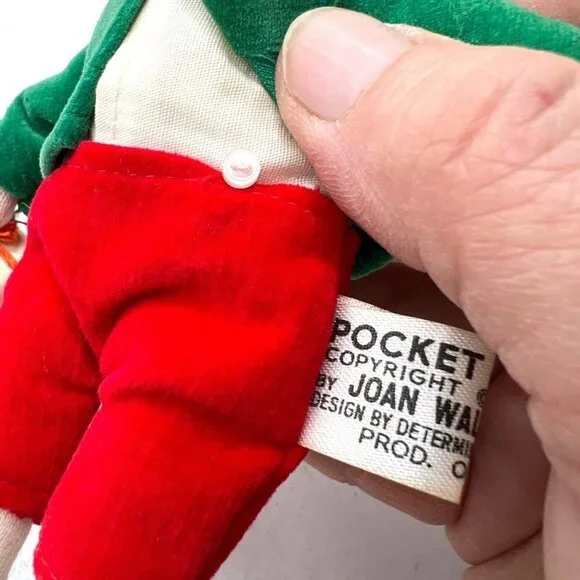 POCKET
COPYRIGHT ©
BY JOAN WAL
DESIGN BY DETERMI
PROD.